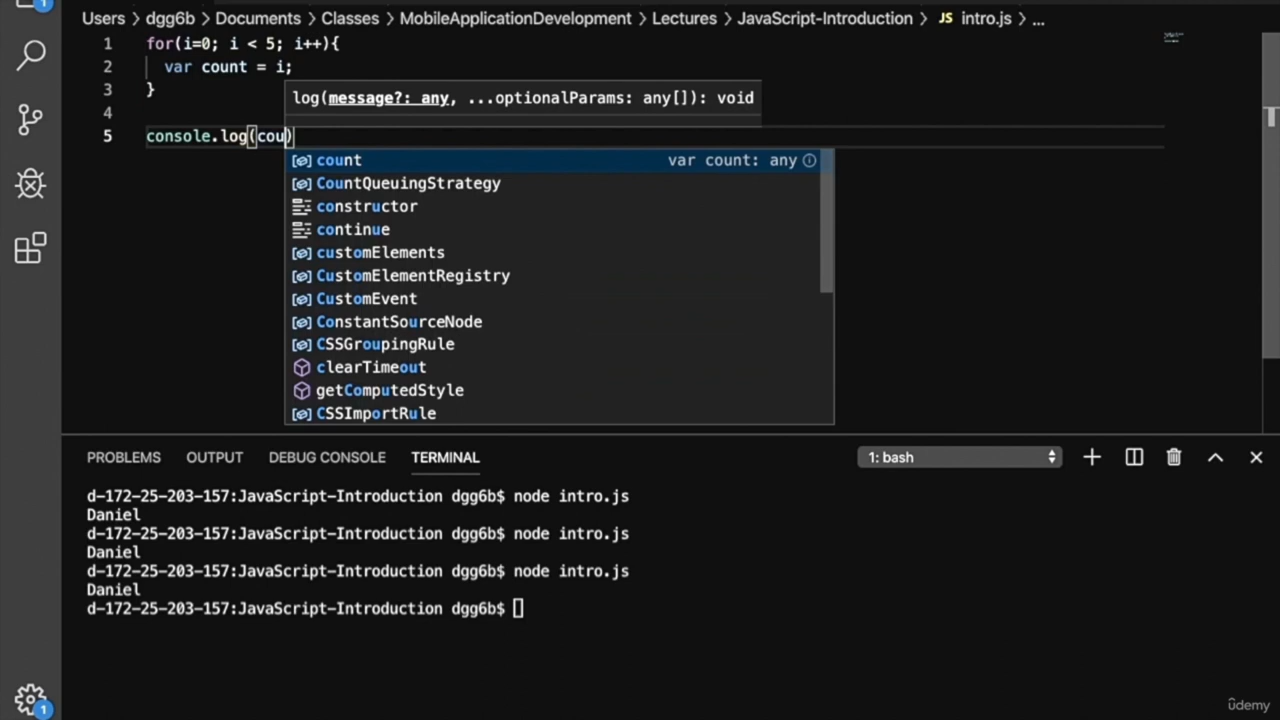 Users > dgg6b > Documents > Classes > MobileApplicationDevelopment > Lectures > JavaScript-Introduction > JS intro.js > ...
1 for(i=0; i < 5; i++){
2 var count = i;
3 }
log(message?: any, ...optionalParams: any[]): void
4
5 console.log(cou)
count var count: any
CountQueuingStrategy
constructor
continue
customElements
CustomElementRegistry
CustomEvent
ConstantSourceNode
CSSGroupingRule
clearTimeout
getComputedStyle
CSSImportRule
PROBLEMS OUTPUT DEBUG CONSOLE TERMINAL 1: bash
d-172-25-203-157:JavaScript-Introduction dgg6b$ node intro.js
Daniel
d-172-25-203-157:JavaScript-Introduction dgg6b$ node intro.js
Daniel
d-172-25-203-157:JavaScript-Introduction dgg6b$ node intro.js
Daniel
d-172-25-203-157:JavaScript-Introduction dgg6b$
1
ûdemy